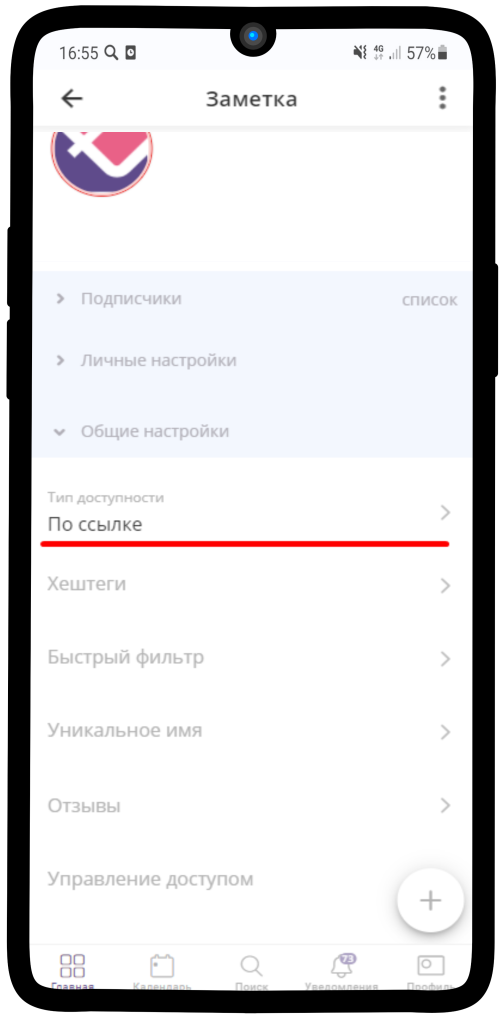 16:55 4G 57%
Заметка
Подписчики список
Личные настройки
Общие настройки
Тип доступности
По ссылке
Хештеги
Быстрый фильтр
Уникальное имя
Отзывы
Управление доступом
73
Главная Календарь Поиск Уведомления Профиль